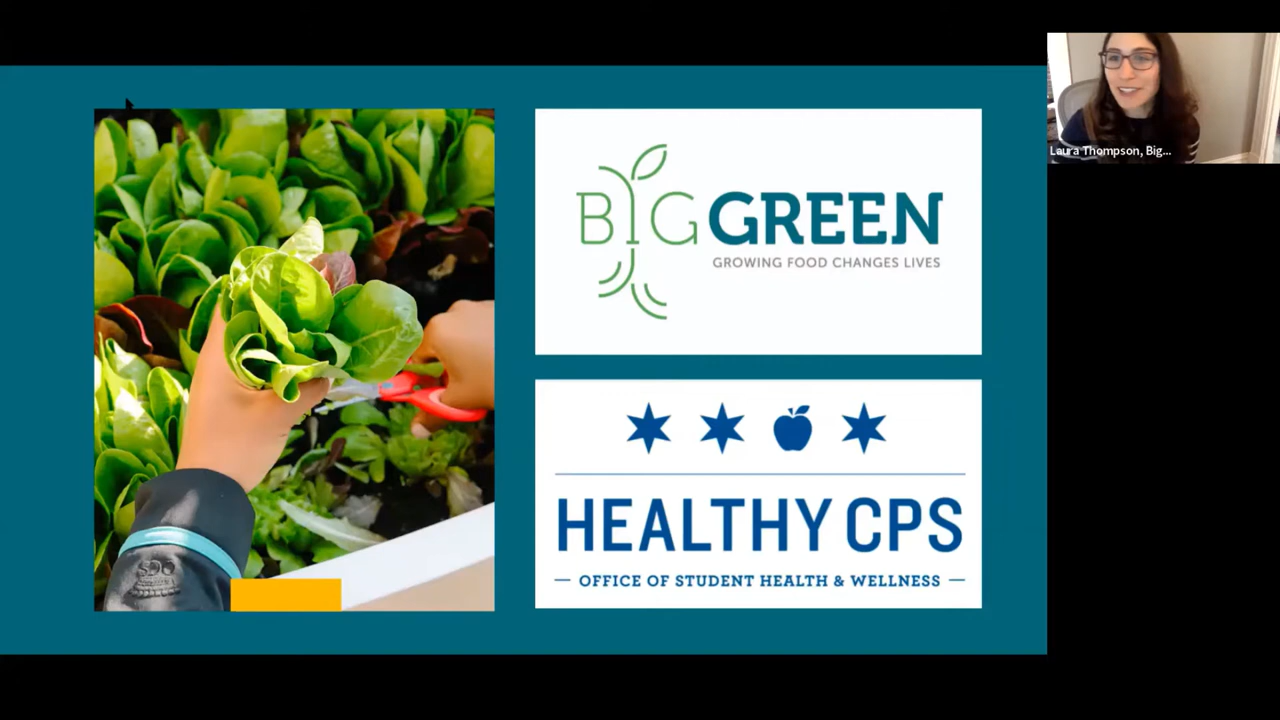 BIG GREEN
GROWING FOOD CHANGES LIVES
HEALTHY CPS
OFFICE OF STUDENT HEALTH & WELLNESS
Laura Thompson, Big...